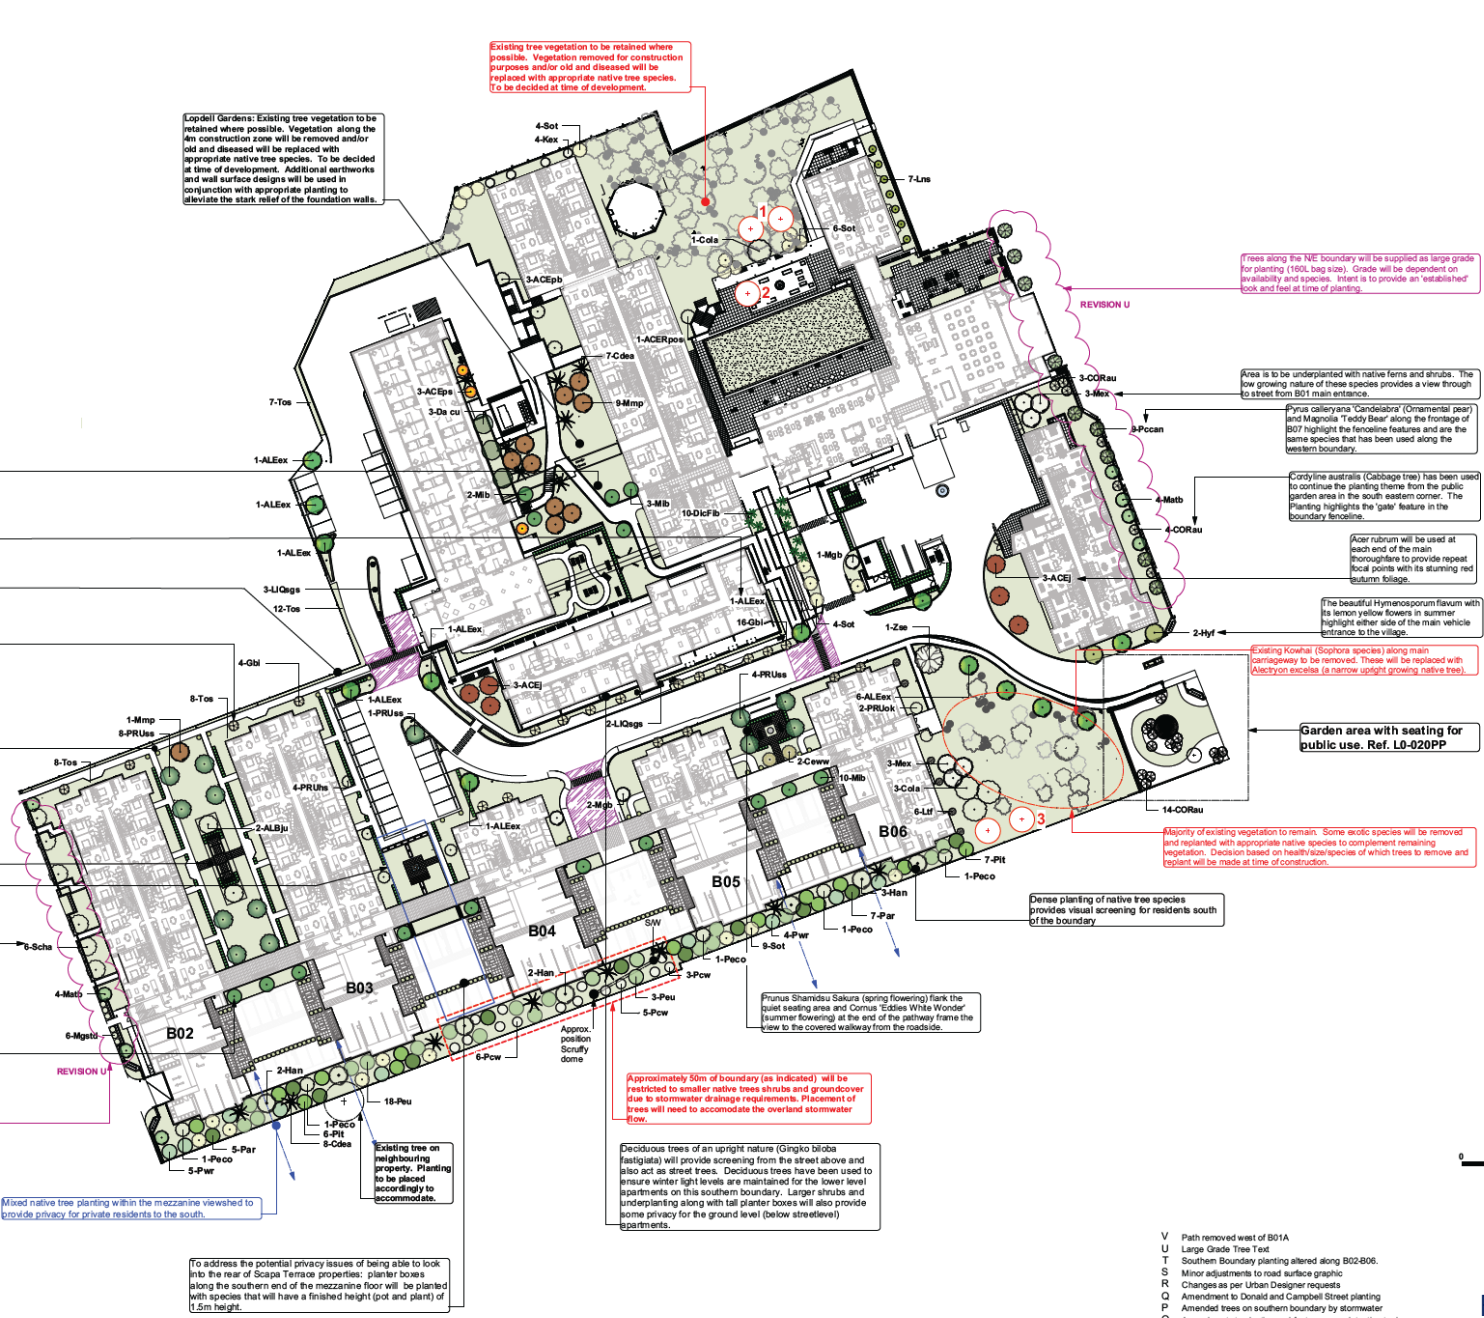 Existing tree vegetation to be retained where
possible.  Vegetation removed for construction
purposes and/or old and diseased will be
replaced with appropriate native tree species.
To be decided at time of development.
Lopdell Gardens: Existing tree vegetation to be
retained where possible.  Vegetation along the
4m construction zone will be removed and/or
old and diseased will be replaced with
appropriate native tree species.  To be decided
at time of development.  Additional earthworks
and wall surface designs will be used in
conjunction with appropriate planting to
alleviate the stark relief of the foundation walls.
4-Sot
4-Kex
7-Lns
1
6-Sot
1-Cola
2
3-ACEpb
1-ACERpos
Trees along the N/E boundary will be supplied as large grade
for planting (160L bag size).  Grade will be dependent on
availability and species.  Intent is to provide an 'established'
look and feel at time of planting.
REVISION U
7-Cdea
3-ACEps
9-Mmp
3-Da cu
7-Tos
3-CORau
3-Mex
Area is to be underplanted with native ferns and shrubs.  The
low growing nature of these species provides a view through
to street from B01 main entrance.
9-Pccan
Pyrus calleryana 'Candelabra' (Ornamental pear)
and Magnolia 'Teddy Bear' along the frontage of
B07 highlight the fenceline features and are the
same species that has been used along the
western boundary.
1-ALEex
2-Mib
3-Mib
1-ALEex
10-DicFib
4-Matb
4-CORau
Cordyline australis (Cabbage tree) has been used
to continue the planting theme from the public
garden area in the south eastern corner.  The
Planting highlights the 'gate' feature in the
boundary fenceline.
1-ALEex
1-Mgb
3-ACEj
Acer rubrum will be used at
each end of the main
thoroughfare to provide repeat
focal points with its stunning red
autumn foliage.
3-LIQsgs
12-Tos
1-ALEex
16-Gbi
4-Sot
1-Zse
1-ALEex
2-Hyf
The beautiful Hymenosporum flavum with
its lemon yellow flowers in summer
highlight either side of the main vehicle
entrance to the village.
Existing Kowhai (Sophora species) along main
carriageway to be removed. These will be replaced with
Alectryon excelsa (a narrow upright growing native tree).
4-Gbi
8-Tos
1-ALEex
1-PRUss
3-ACEj
4-PRUss
2-LIQsgs
6-ALEex
2-PRUok
1-Mmp
8-PRUss
8-Tos
4-PRUhs
2-Ceww
10-Mib
3-Mex
3-Cola
6-Ltf
Garden area with seating for
public use. Ref. L0-020PP
14-CORau
2-ALBju
1-ALEex
2-Mgb
3
B06
Majority of existing vegetation to remain.  Some exotic species will be removed
and replanted with appropriate native species to complement remaining
vegetation.  Decision based on health/size/species of which trees to remove and
replant will be made at time of construction.
7-Pit
1-Peco
B05
3-Han
7-Par
1-Peco
Dense planting of native tree species
provides visual screening for residents south
of the boundary
S/W
B04
4-Pwr
9-Sot
1-Peco
6-Scha
2-Han
3-Pcw
3-Peu
5-Pcw
B03
4-Matb
6-Mgstd
B02
Prunus Shamidsu Sakura (spring flowering) flank the
quiet seating area and Cornus 'Eddies White Wonder'
(summer flowering) at the end of the pathway frame the
view to the covered walkway from the roadside.
Approx.
position
Scruffy
dome
6-Pcw
REVISION U
2-Han
18-Peu
1-Peco
6-Pit
8-Cdea
5-Par
1-Peco
5-Pwr
Approximately 50m of boundary (as indicated)  will be
restricted to smaller native trees shrubs and groundcover
due to stormwater drainage requirements. Placement of
trees will need to accomodate the overland stormwater
flow.
Existing tree on
neighbouring
property.  Planting
to be placed
accordingly to
accommodate.
Deciduous trees of an upright nature (Gingko biloba
fastigiata) will provide screening from the street above and
also act as street trees.  Deciduous trees have been used to
ensure winter light levels are maintained for the lower level
apartments on this southern boundary.  Larger shrubs and
underplanting along with tall planter boxes will also provide
some privacy for the ground level (below streetlevel)
apartments.
Mixed native tree planting within the mezzanine viewshed to
provide privacy for private residents to the south.
To address the potential privacy issues of being able to look
into the rear of Scapa Terrace properties:  planter boxes
along the southern end of the mezzanine floor will  be planted
with species that will have a finished height (pot and plant) of
1.5m height.
0
V    Path removed west of B01A
U    Large Grade Tree Text
T    Southern Boundary planting altered along B02-B06.
S    Minor adjustments to road surface graphic
R    Changes as per Urban Designer requests
Q    Amendment to Donald and Campbell Street planting
P    Amended trees on southern boundary by stormwater